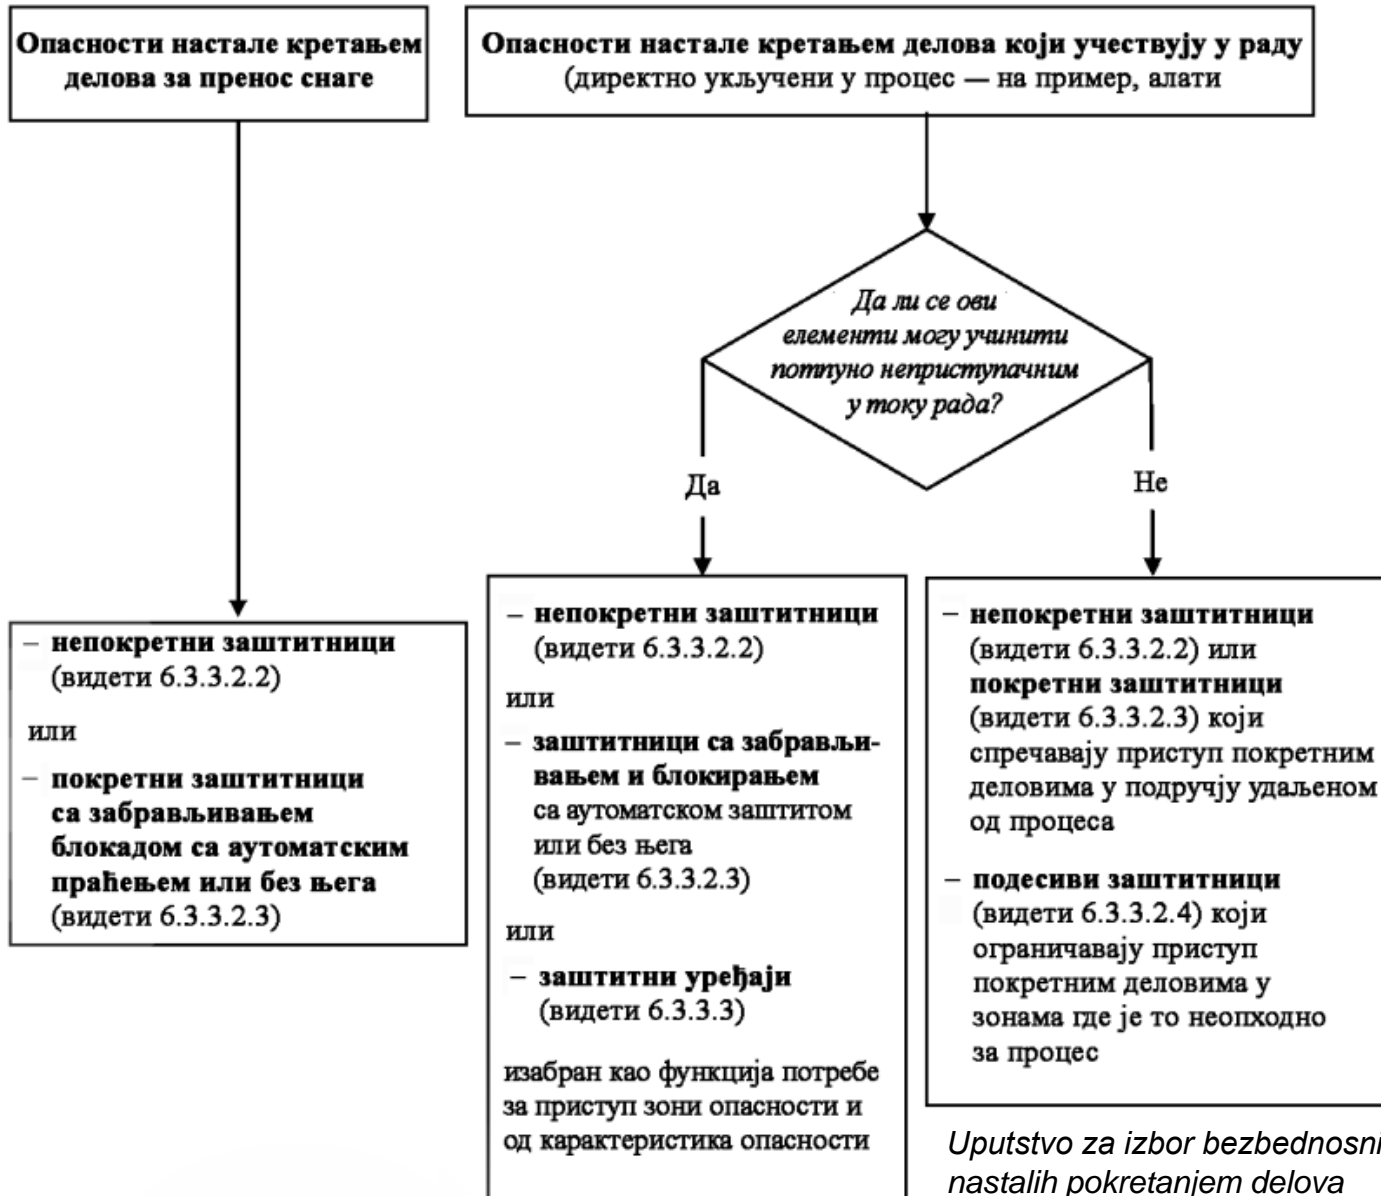 Опасности настале кретањем
делова за пренос снаге
Опасности настале кретањем делова који учествују у раду
(директно укључени у процес — на пример, алати
Да ли се ови
елементи могу учинити
потпуно неприступачним
у току рада?
Да
Не
– непокретни заштитници
(видети 6.3.3.2.2)
или
– покретни заштитници
са забрављивањем
блокадом са аутоматским
праћењем или без њега
(видети 6.3.3.2.3)
– непокретни заштитници
(видети 6.3.3.2.2)
или
– заштитници са забрављи-
вањем и блокирањем
са аутоматском заштитом
или без њега
(видети 6.3.3.2.3)
или
– заштитни уређаји
(видети 6.3.3.3)
изабран као функција потребе
за приступ зони опасности и
од карактеристика опасности
– непокретни заштитници
(видети 6.3.3.2.2) или
покретни заштитници
(видети 6.3.3.2.3) који
спречавају приступ покретним
деловима у подручју удаљеном
од процеса
– подесиви заштитници
(видети 6.3.3.2.4) који
ограничавају приступ
покретним деловима у
зонама где је то неопходно
за процес
Uputstvo za izbor bezbednosni
nastalih pokretanjem delova